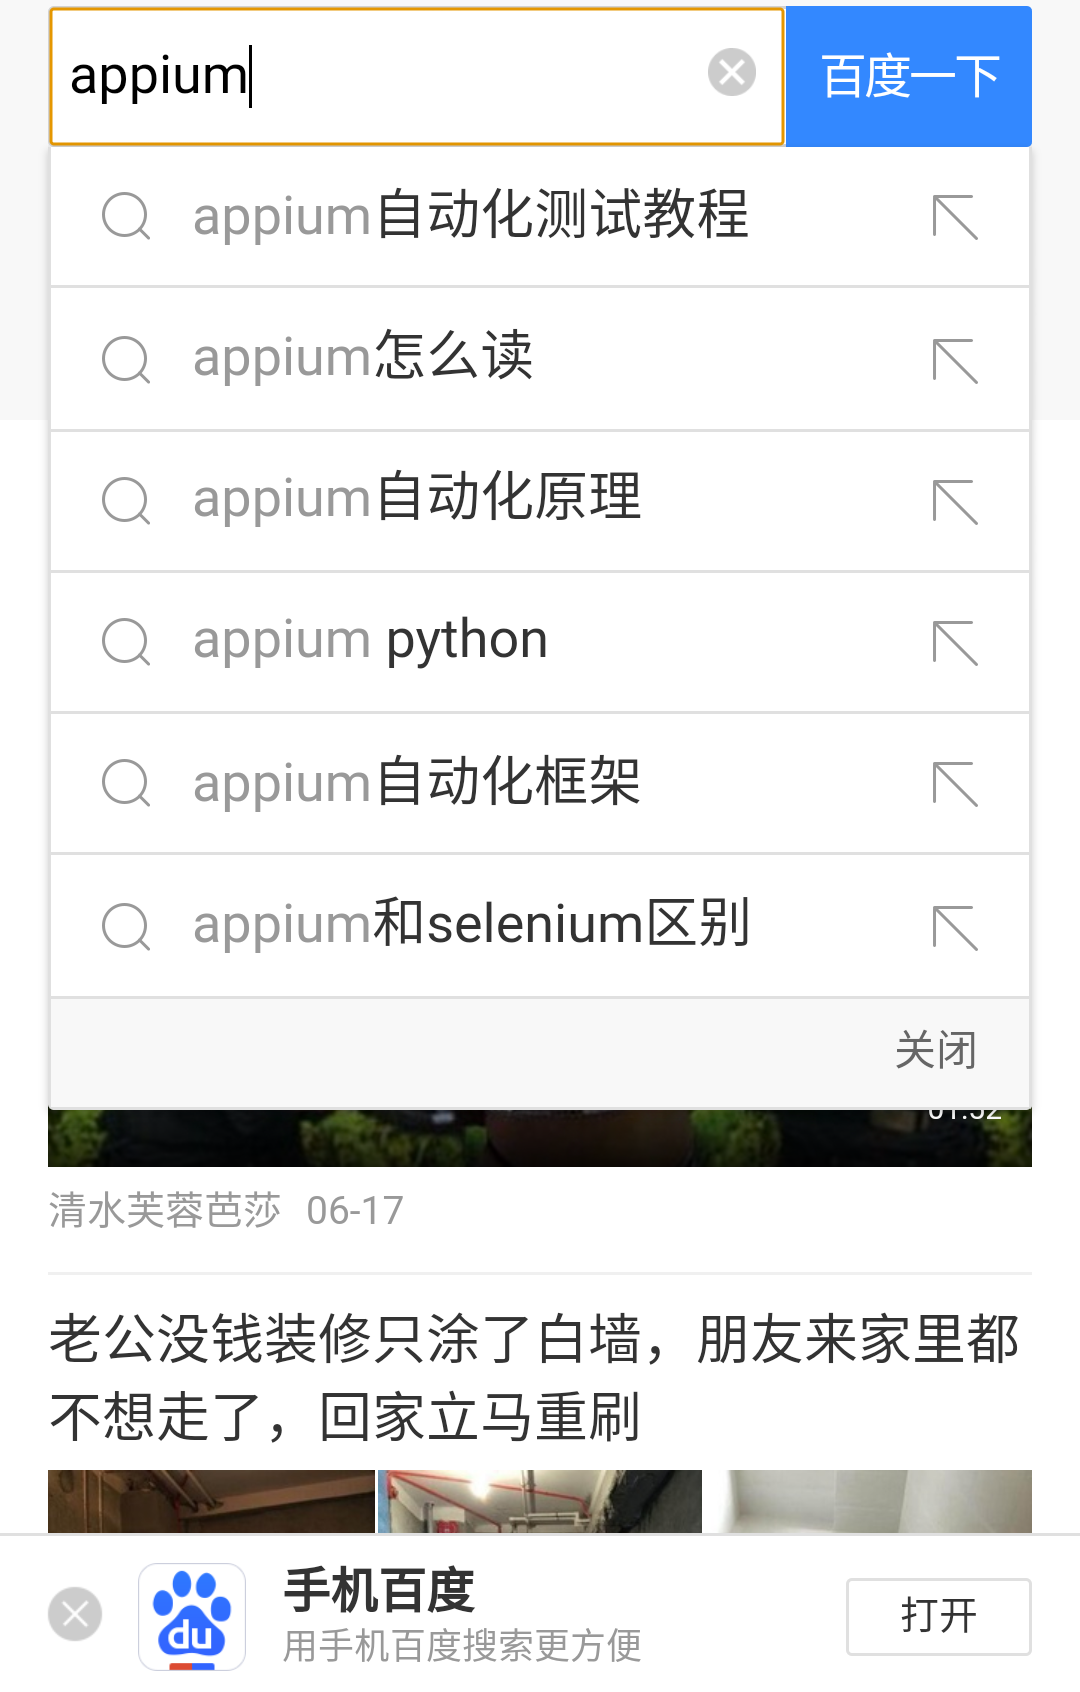 appium
百度一下
appium自动化测试教程
appium怎么读
appium自动化原理
appium python
appium自动化框架
appium和selenium区别
关闭
01:52
清水芙蓉芭莎 06-17
老公没钱装修只涂了白墙，朋友来家里都
不想走了，回家立马重刷
du
手机百度
用手机百度搜索更方便
打开